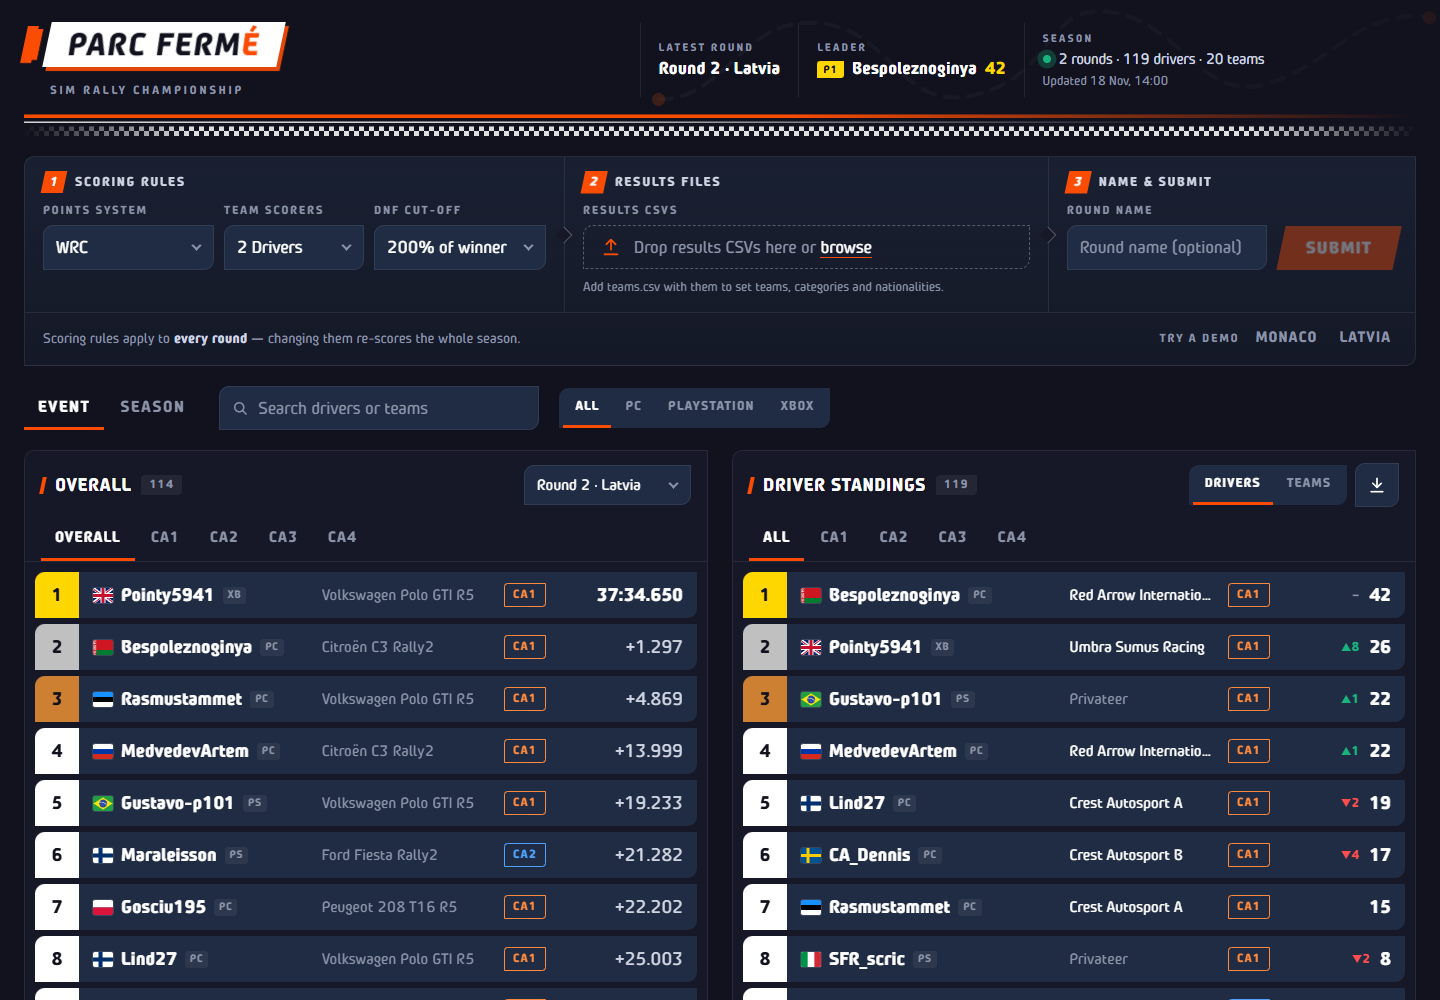 PARC FERMÉ
SIM RALLY CHAMPIONSHIP
LATEST ROUND
Round 2 · Latvia
LEADER
P1 Bespoleznoginya 42
SEASON
2 rounds · 119 drivers · 20 teams
Updated 18 Nov, 14:00
1 SCORING RULES
POINTS SYSTEM TEAM SCORERS DNF CUT-OFF
WRC 2 Drivers 200% of winner
2 RESULTS FILES
RESULTS CSVS
Drop results CSVs here or browse
Add teams.csv with them to set teams, categories and nationalities.
3 NAME & SUBMIT
ROUND NAME
Round name (optional) SUBMIT
Scoring rules apply to every round — changing them re-scores the whole season.
TRY A DEMO MONACO LATVIA
EVENT SEASON Search drivers or teams ALL PC PLAYSTATION XBOX
OVERALL 114 Round 2 · Latvia
OVERALL CA1 CA2 CA3 CA4
1 Pointy5941 XB Volkswagen Polo GTI R5 CA1 37:34.650
2 Bespoleznoginya PC Citroën C3 Rally2 CA1 +1.297
3 Rasmustammet PC Volkswagen Polo GTI R5 CA1 +4.869
4 MedvedevArtem PC Citroën C3 Rally2 CA1 +13.999
5 Gustavo-p101 PS Volkswagen Polo GTI R5 CA1 +19.233
6 Maraleisson PS Ford Fiesta Rally2 CA2 +21.282
7 Gosciu195 PC Peugeot 208 T16 R5 CA1 +22.202
8 Lind27 PC Volkswagen Polo GTI R5 CA1 +25.003
DRIVER STANDINGS 119 DRIVERS TEAMS
ALL CA1 CA2 CA3 CA4
1 Bespoleznoginya PC Red Arrow Internatio... CA1 – 42
2 Pointy5941 XB Umbra Sumus Racing CA1 ▲8 26
3 Gustavo-p101 PS Privateer CA1 ▲1 22
4 MedvedevArtem PC Red Arrow Internatio... CA1 ▲1 22
5 Lind27 PC Crest Autosport A CA1 ▼2 19
6 CA_Dennis PC Crest Autosport B CA1 ▼4 17
7 Rasmustammet PC Crest Autosport A CA1 15
8 SFR_scric PS Privateer CA1 ▼2 8